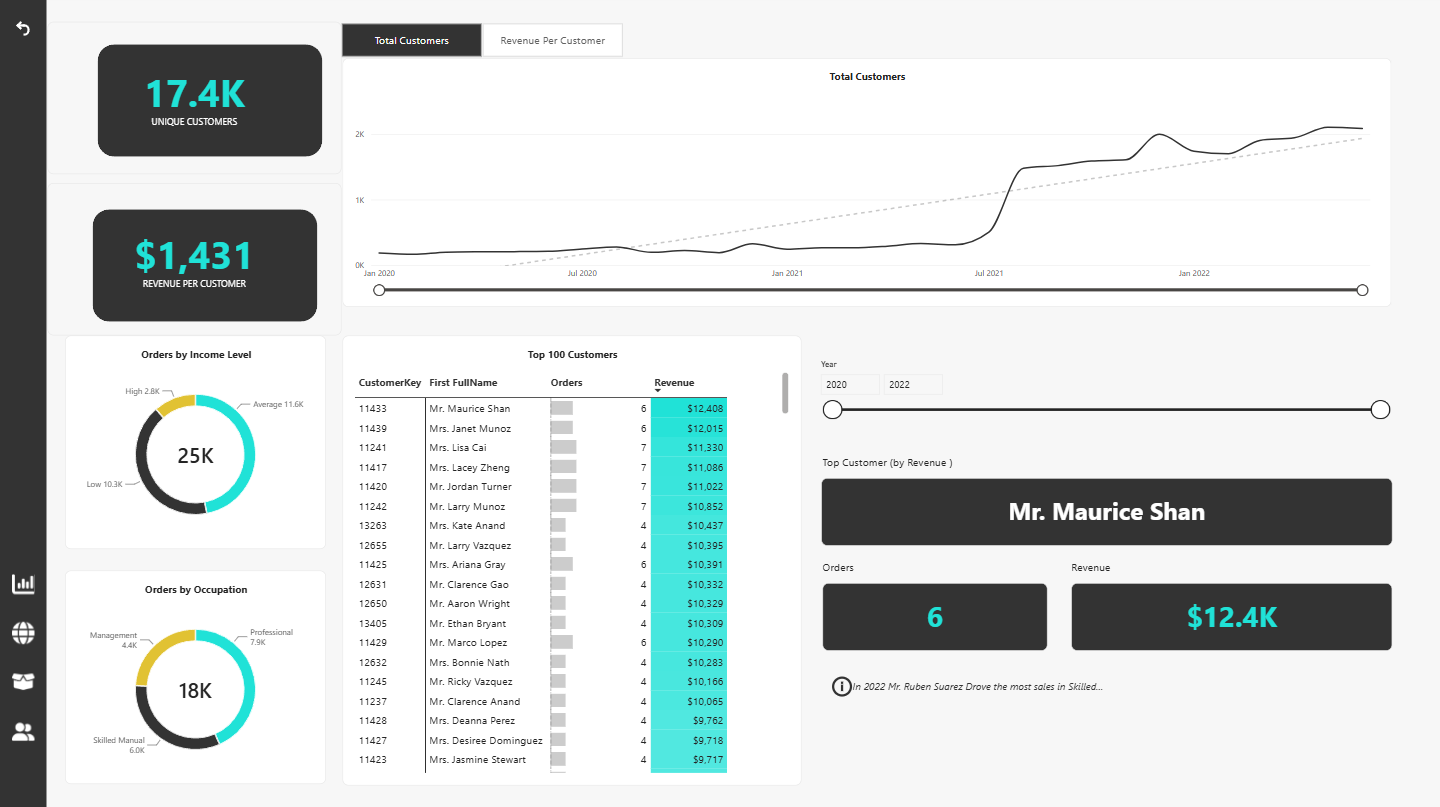 Total Customers
Revenue Per Customer
17.4K
UNIQUE CUSTOMERS
$1,431
REVENUE PER CUSTOMER
Total Customers
2K
1K
0K
Jan 2020
Jul 2020
Jan 2021
Jul 2021
Jan 2022
Orders by Income Level
High 2.8K
Average 11.6K
25K
Low 10.3K
Orders by Occupation
Management
4.4K
Professional
7.9K
18K
Skilled Manual
6.0K
Top 100 Customers
CustomerKey First FullName Orders Revenue
11433 Mr. Maurice Shan 6 $12,408
11439 Mrs. Janet Munoz 6 $12,015
11241 Mrs. Lisa Cai 7 $11,330
11417 Mrs. Lacey Zheng 7 $11,086
11420 Mr. Jordan Turner 7 $11,022
11242 Mr. Larry Munoz 7 $10,852
13263 Mrs. Kate Anand 4 $10,437
12655 Mr. Larry Vazquez 4 $10,395
11425 Mrs. Ariana Gray 6 $10,391
12631 Mr. Clarence Gao 4 $10,332
12650 Mr. Aaron Wright 4 $10,329
13405 Mr. Ethan Bryant 4 $10,309
11429 Mr. Marco Lopez 6 $10,290
12632 Mrs. Bonnie Nath 4 $10,283
11245 Mr. Ricky Vazquez 4 $10,166
11237 Mr. Clarence Anand 4 $10,065
11428 Mrs. Deanna Perez 4 $9,762
11427 Mrs. Desiree Dominguez 4 $9,718
11423 Mrs. Jasmine Stewart 4 $9,717
Year
2020
2022
Top Customer (by Revenue )
Mr. Maurice Shan
Orders
Revenue
6
$12.4K
In 2022 Mr. Ruben Suarez Drove the most sales in Skilled...